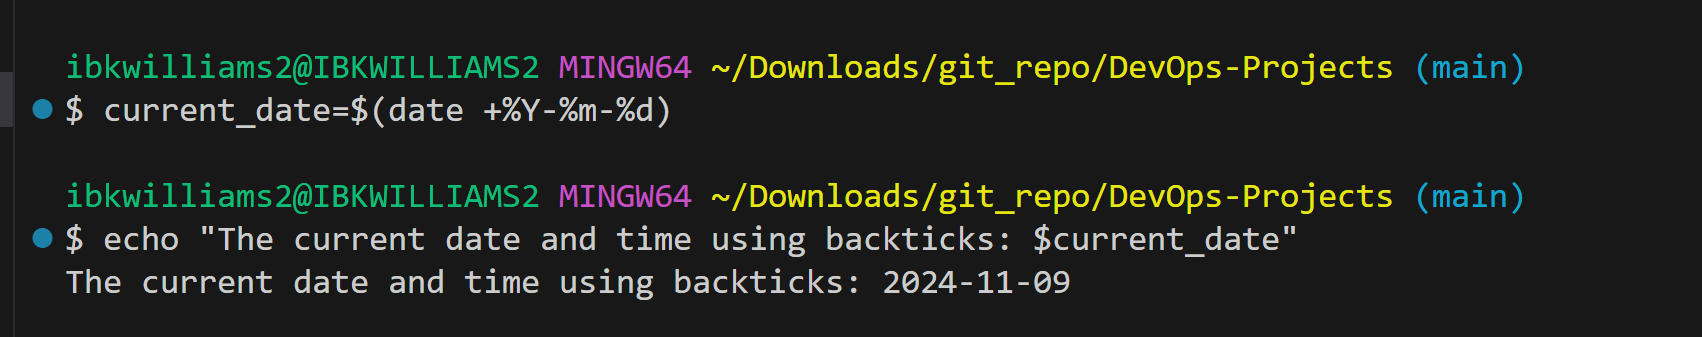 ibkwilliams2@IBKWILLIAMS2 MINGW64 ~/Downloads/git_repo/DevOps-Projects (main)
$ current_date=$(date +%Y-%m-%d)
ibkwilliams2@IBKWILLIAMS2 MINGW64 ~/Downloads/git_repo/DevOps-Projects (main)
$ echo "The current date and time using backticks: $current_date"
The current date and time using backticks: 2024-11-09